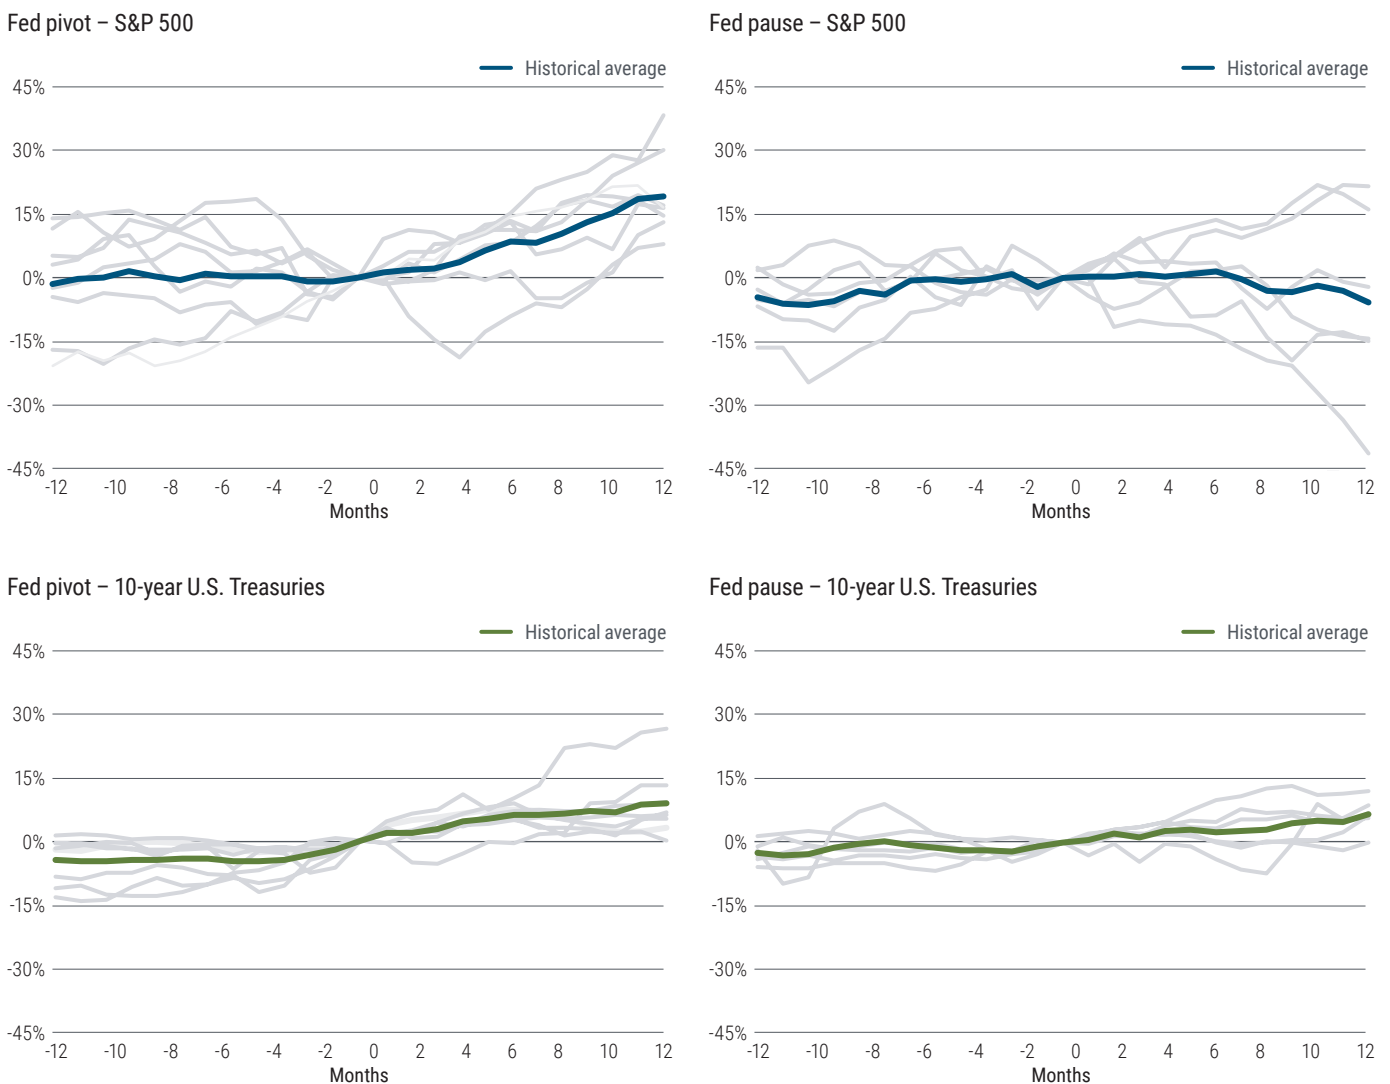 Fed pivot – S&P 500
Historical average
45%
30%
15%
0%
-15%
-30%
-45%
-12 -10 -8 -6 -4 -2 0 2 4 6 8 10 12
Months
Fed pause – S&P 500
Historical average
45%
30%
15%
0%
-15%
-30%
-45%
-12 -10 -8 -6 -4 -2 0 2 4 6 8 10 12
Months
Fed pivot – 10-year U.S. Treasuries
Historical average
45%
30%
15%
0%
-15%
-30%
-45%
-12 -10 -8 -6 -4 -2 0 2 4 6 8 10 12
Months
Fed pause – 10-year U.S. Treasuries
Historical average
45%
30%
15%
0%
-15%
-30%
-45%
-12 -10 -8 -6 -4 -2 0 2 4 6 8 10 12
Months